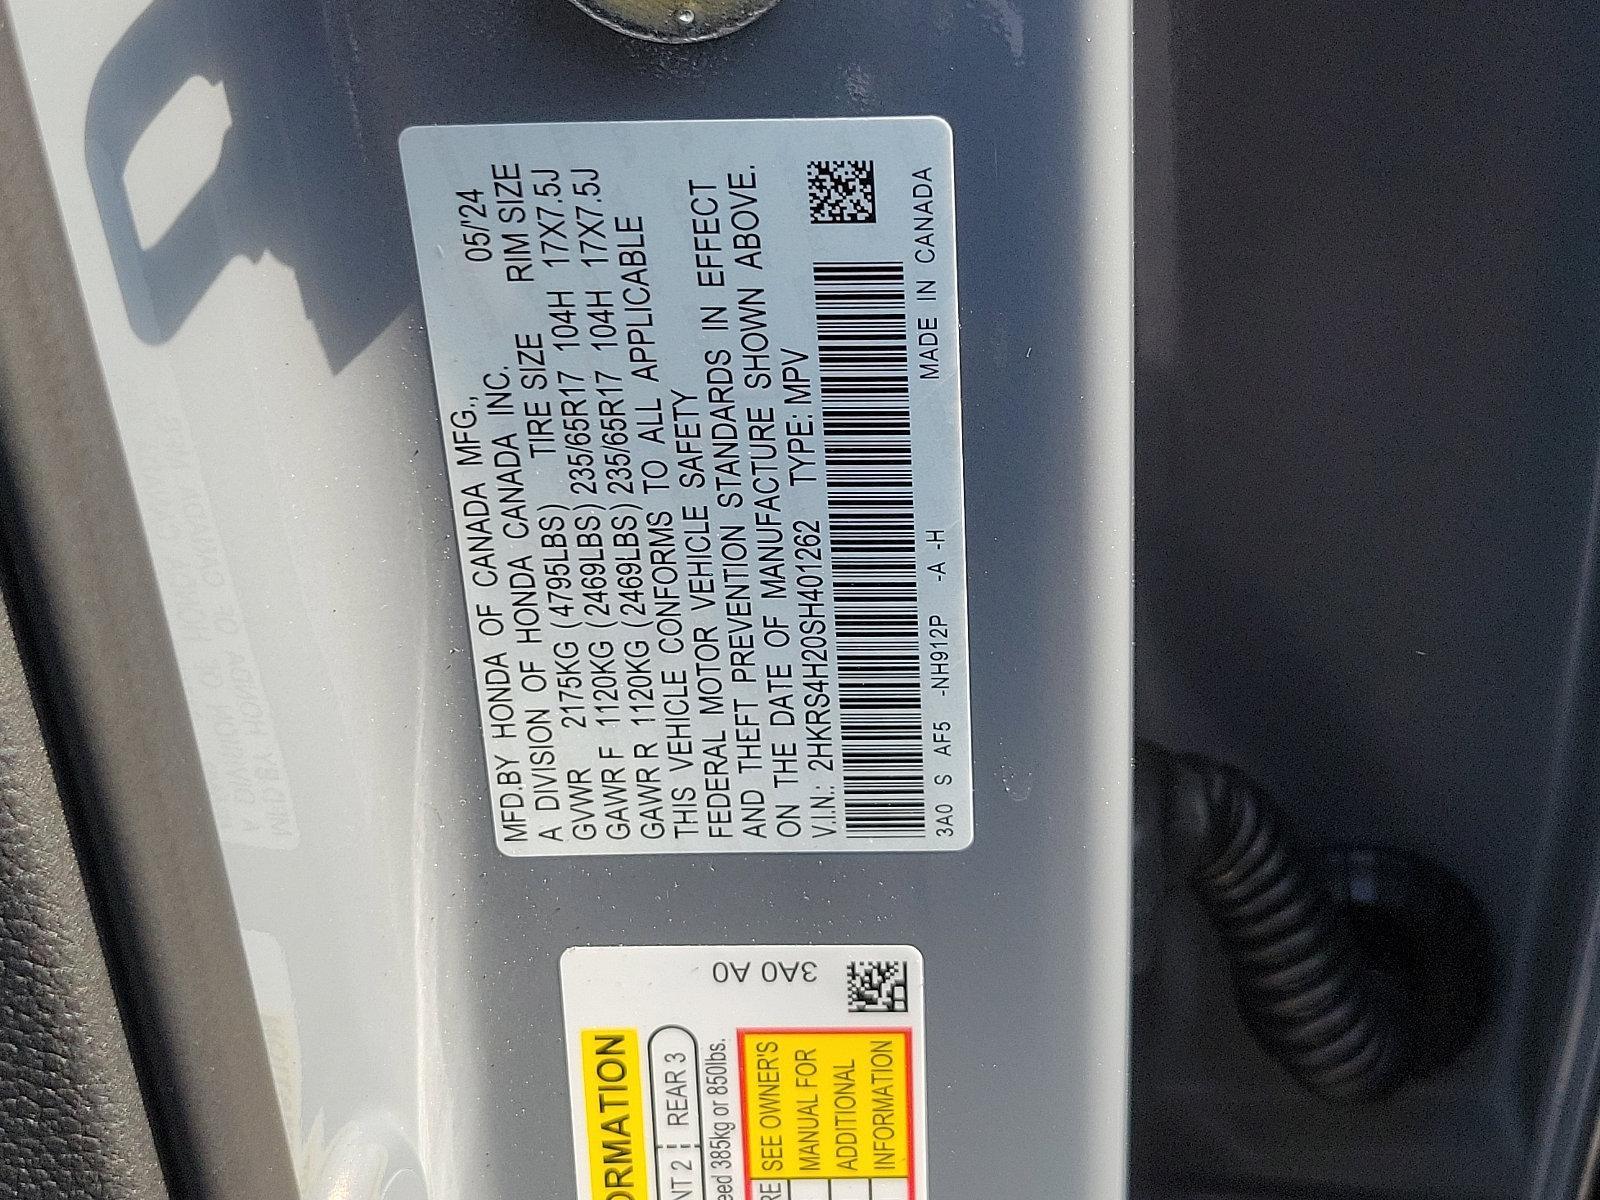 MFD.BY HONDA OF CANADA MFG., 05/'24
A DIVISION OF HONDA CANADA INC.
TIRE SIZE RIM SIZE
GVWR 2175KG (4795LBS)
GAWR F 1120KG (2469LBS) 235/65R17 104H 17X7.5J
GAWR R 1120KG (2469LBS) 235/65R17 104H 17X7.5J
THIS VEHICLE CONFORMS TO ALL APPLICABLE
FEDERAL MOTOR VEHICLE SAFETY
AND THEFT PREVENTION STANDARDS IN EFFECT
ON THE DATE OF MANUFACTURE SHOWN ABOVE.
V.I.N.: 2HKRS4H20SH401262 TYPE: MPV
3A0 S AF5 -NH912P -A -H MADE IN CANADA
3A0 A0
ORMATION
NT 2 REAR 3
eed 385kg or 850lbs.
RE
SEE OWNER'S
MANUAL FOR
ADDITIONAL
INFORMATION